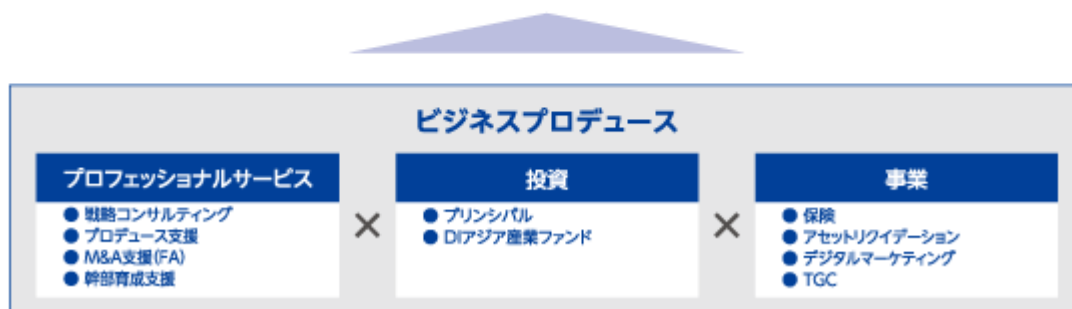 ビジネスプロデュース
プロフェッショナルサービス
● 戦略コンサルティング
● プロデュース支援
● M&A支援(FA)
● 幹部育成支援
×
投資
● プリンシパル
● DIアジア産業ファンド
×
事業
● 保険
● アセットリクイデーション
● デジタルマーケティング
● TGC